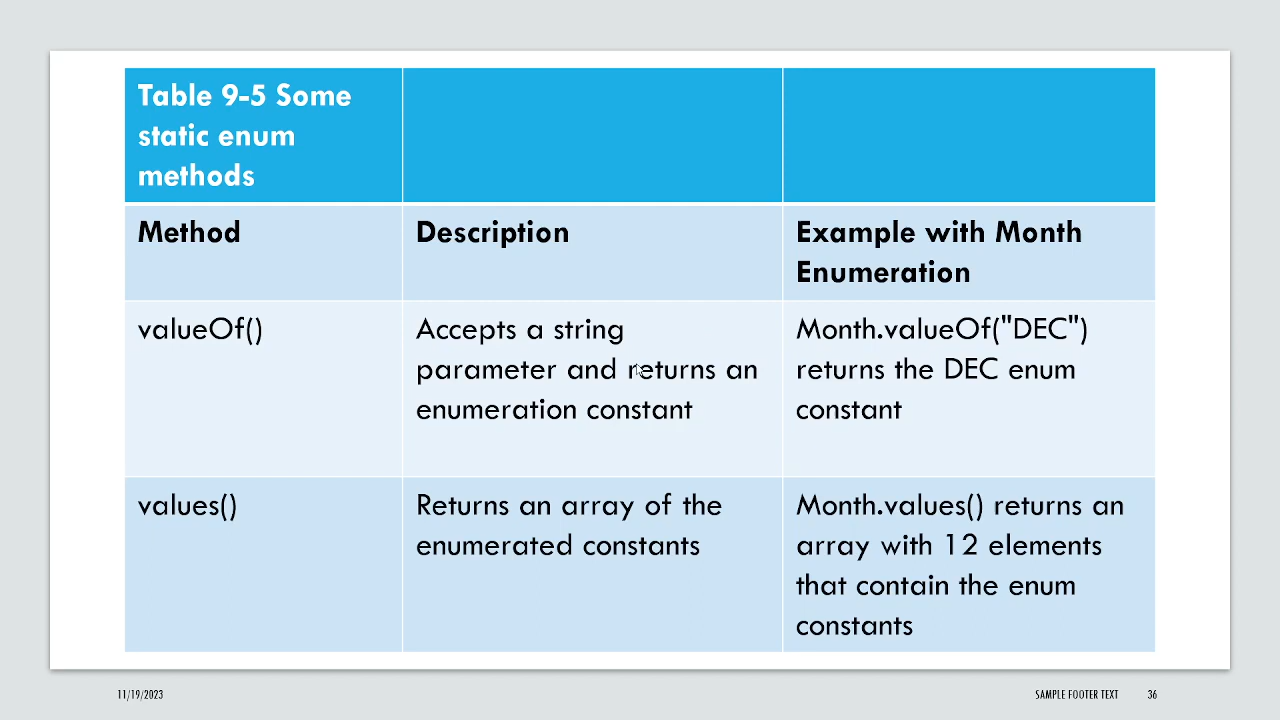 Table 9-5 Some
static enum
methods
Method
Description
Example with Month
Enumeration
valueOf()
Accepts a string
parameter and returns an
enumeration constant
Month.valueOf("DEC")
returns the DEC enum
constant
values()
Returns an array of the
enumerated constants
Month.values() returns an
array with 12 elements
that contain the enum
constants
11/19/2023
SAMPLE FOOTER TEXT
36